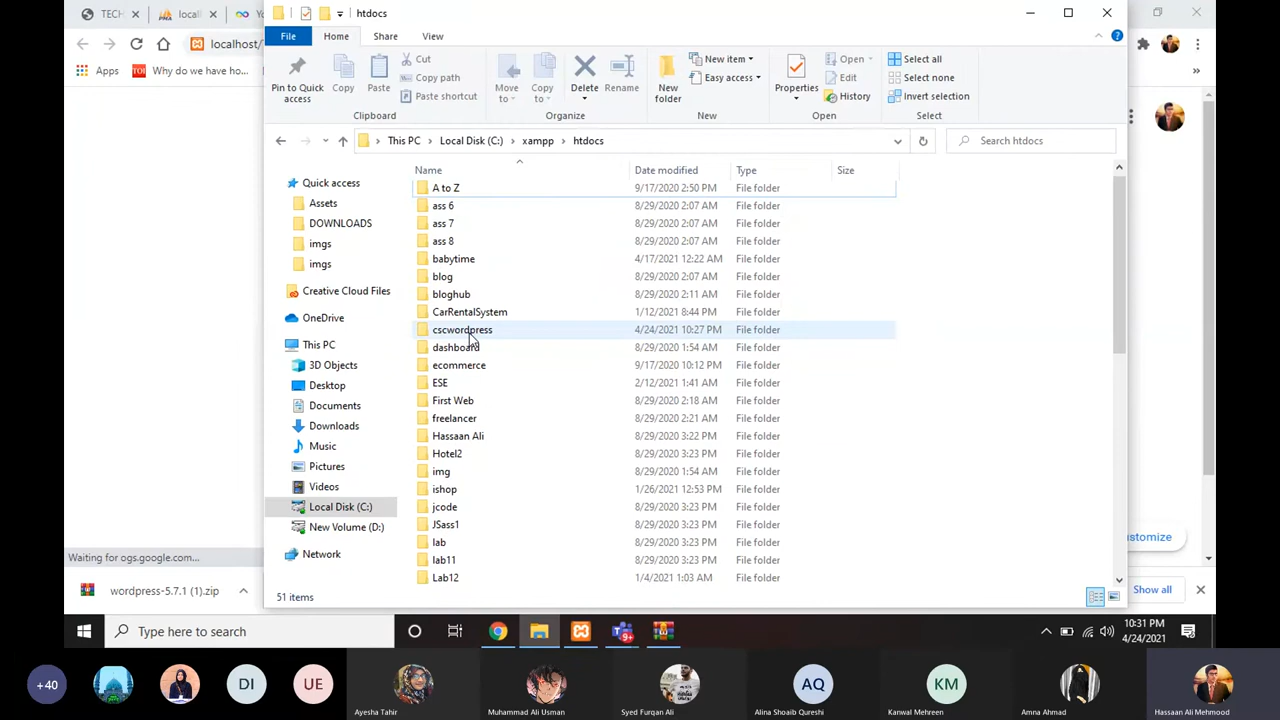 TECH
locall
Yo
localhost/
Apps
Why do we have ho...
htdocs
File
Home
Share
View
Pin to Quick access
Copy
Paste
Cut
Copy path
Paste shortcut
Clipboard
Move to
Copy to
Delete
Rename
Organize
New folder
New item
Easy access
New
Properties
Open
Edit
History
Open
Select all
Select none
Invert selection
Select
This PC > Local Disk (C:) > xampp > htdocs
Search htdocs
Name Date modified Type Size
A to Z 9/17/2020 2:50 PM File folder
ass 6 8/29/2020 2:07 AM File folder
ass 7 8/29/2020 2:07 AM File folder
ass 8 8/29/2020 2:07 AM File folder
babytime 4/17/2021 12:22 AM File folder
blog 8/29/2020 2:07 AM File folder
bloghub 8/29/2020 2:11 AM File folder
CarRentalSystem 1/12/2021 8:44 PM File folder
cscwordpress 4/24/2021 10:27 PM File folder
dashboard 8/29/2020 1:54 AM File folder
ecommerce 9/17/2020 10:12 PM File folder
ESE 2/12/2021 1:41 AM File folder
First Web 8/29/2020 2:18 AM File folder
freelancer 8/29/2020 2:21 AM File folder
Hassaan Ali 8/29/2020 3:22 PM File folder
Hotel2 8/29/2020 3:23 PM File folder
img 8/29/2020 1:54 AM File folder
ishop 1/26/2021 12:53 PM File folder
jcode 8/29/2020 3:23 PM File folder
JSass1 8/29/2020 3:23 PM File folder
lab 8/29/2020 3:23 PM File folder
lab11 8/29/2020 3:23 PM File folder
Lab12 1/4/2021 1:03 AM File folder
Quick access
Assets
DOWNLOADS
imgs
imgs
Creative Cloud Files
OneDrive
This PC
3D Objects
Desktop
Documents
Downloads
Music
Pictures
Videos
Local Disk (C:)
New Volume (D:)
Network
51 items
Waiting for ogs.google.com...
ustomize
wordpress-5.7.1 (1).zip
Show all
Type here to search
9+
10:31 PM
4/24/2021
+40
DI
UE
AQ
KM
Ayesha Tahir
Muhammad Ali Usman
Syed Furqan Ali
Alina Shoaib Qureshi
Kanwal Mehreen
Amna Ahmad
Hassaan Ali Mehmood